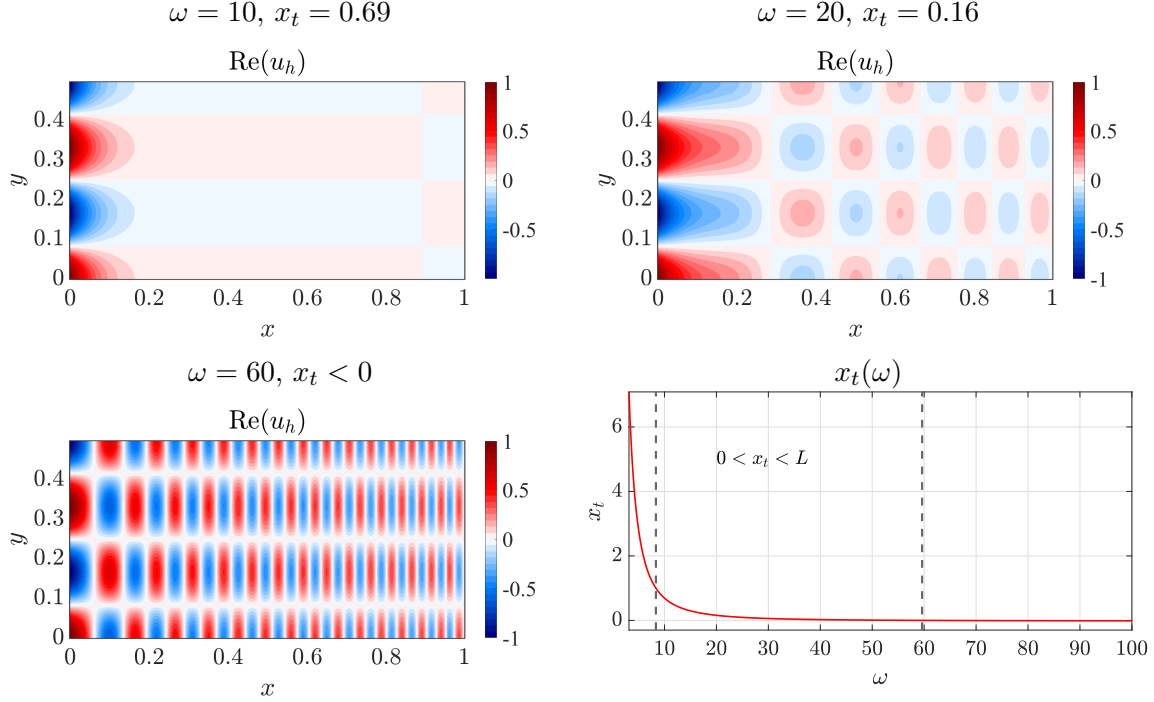 ω = 10, x_t = 0.69
Re(u_h)
0.4
0.3
0.2
0.1
0
y
0 0.2 0.4 0.6 0.8 1
x
1
0.5
0
-0.5
-1
ω = 20, x_t = 0.16
Re(u_h)
0.4
0.3
0.2
0.1
0
y
0 0.2 0.4 0.6 0.8 1
x
1
0.5
0
-0.5
-1
ω = 60, x_t < 0
Re(u_h)
0.4
0.3
0.2
0.1
0
y
0 0.2 0.4 0.6 0.8 1
x
1
0.5
0
-0.5
-1
x_t(ω)
6
4
2
0
x_t
0 < x_t < L
10 20 30 40 50 60 70 80 90 100
ω